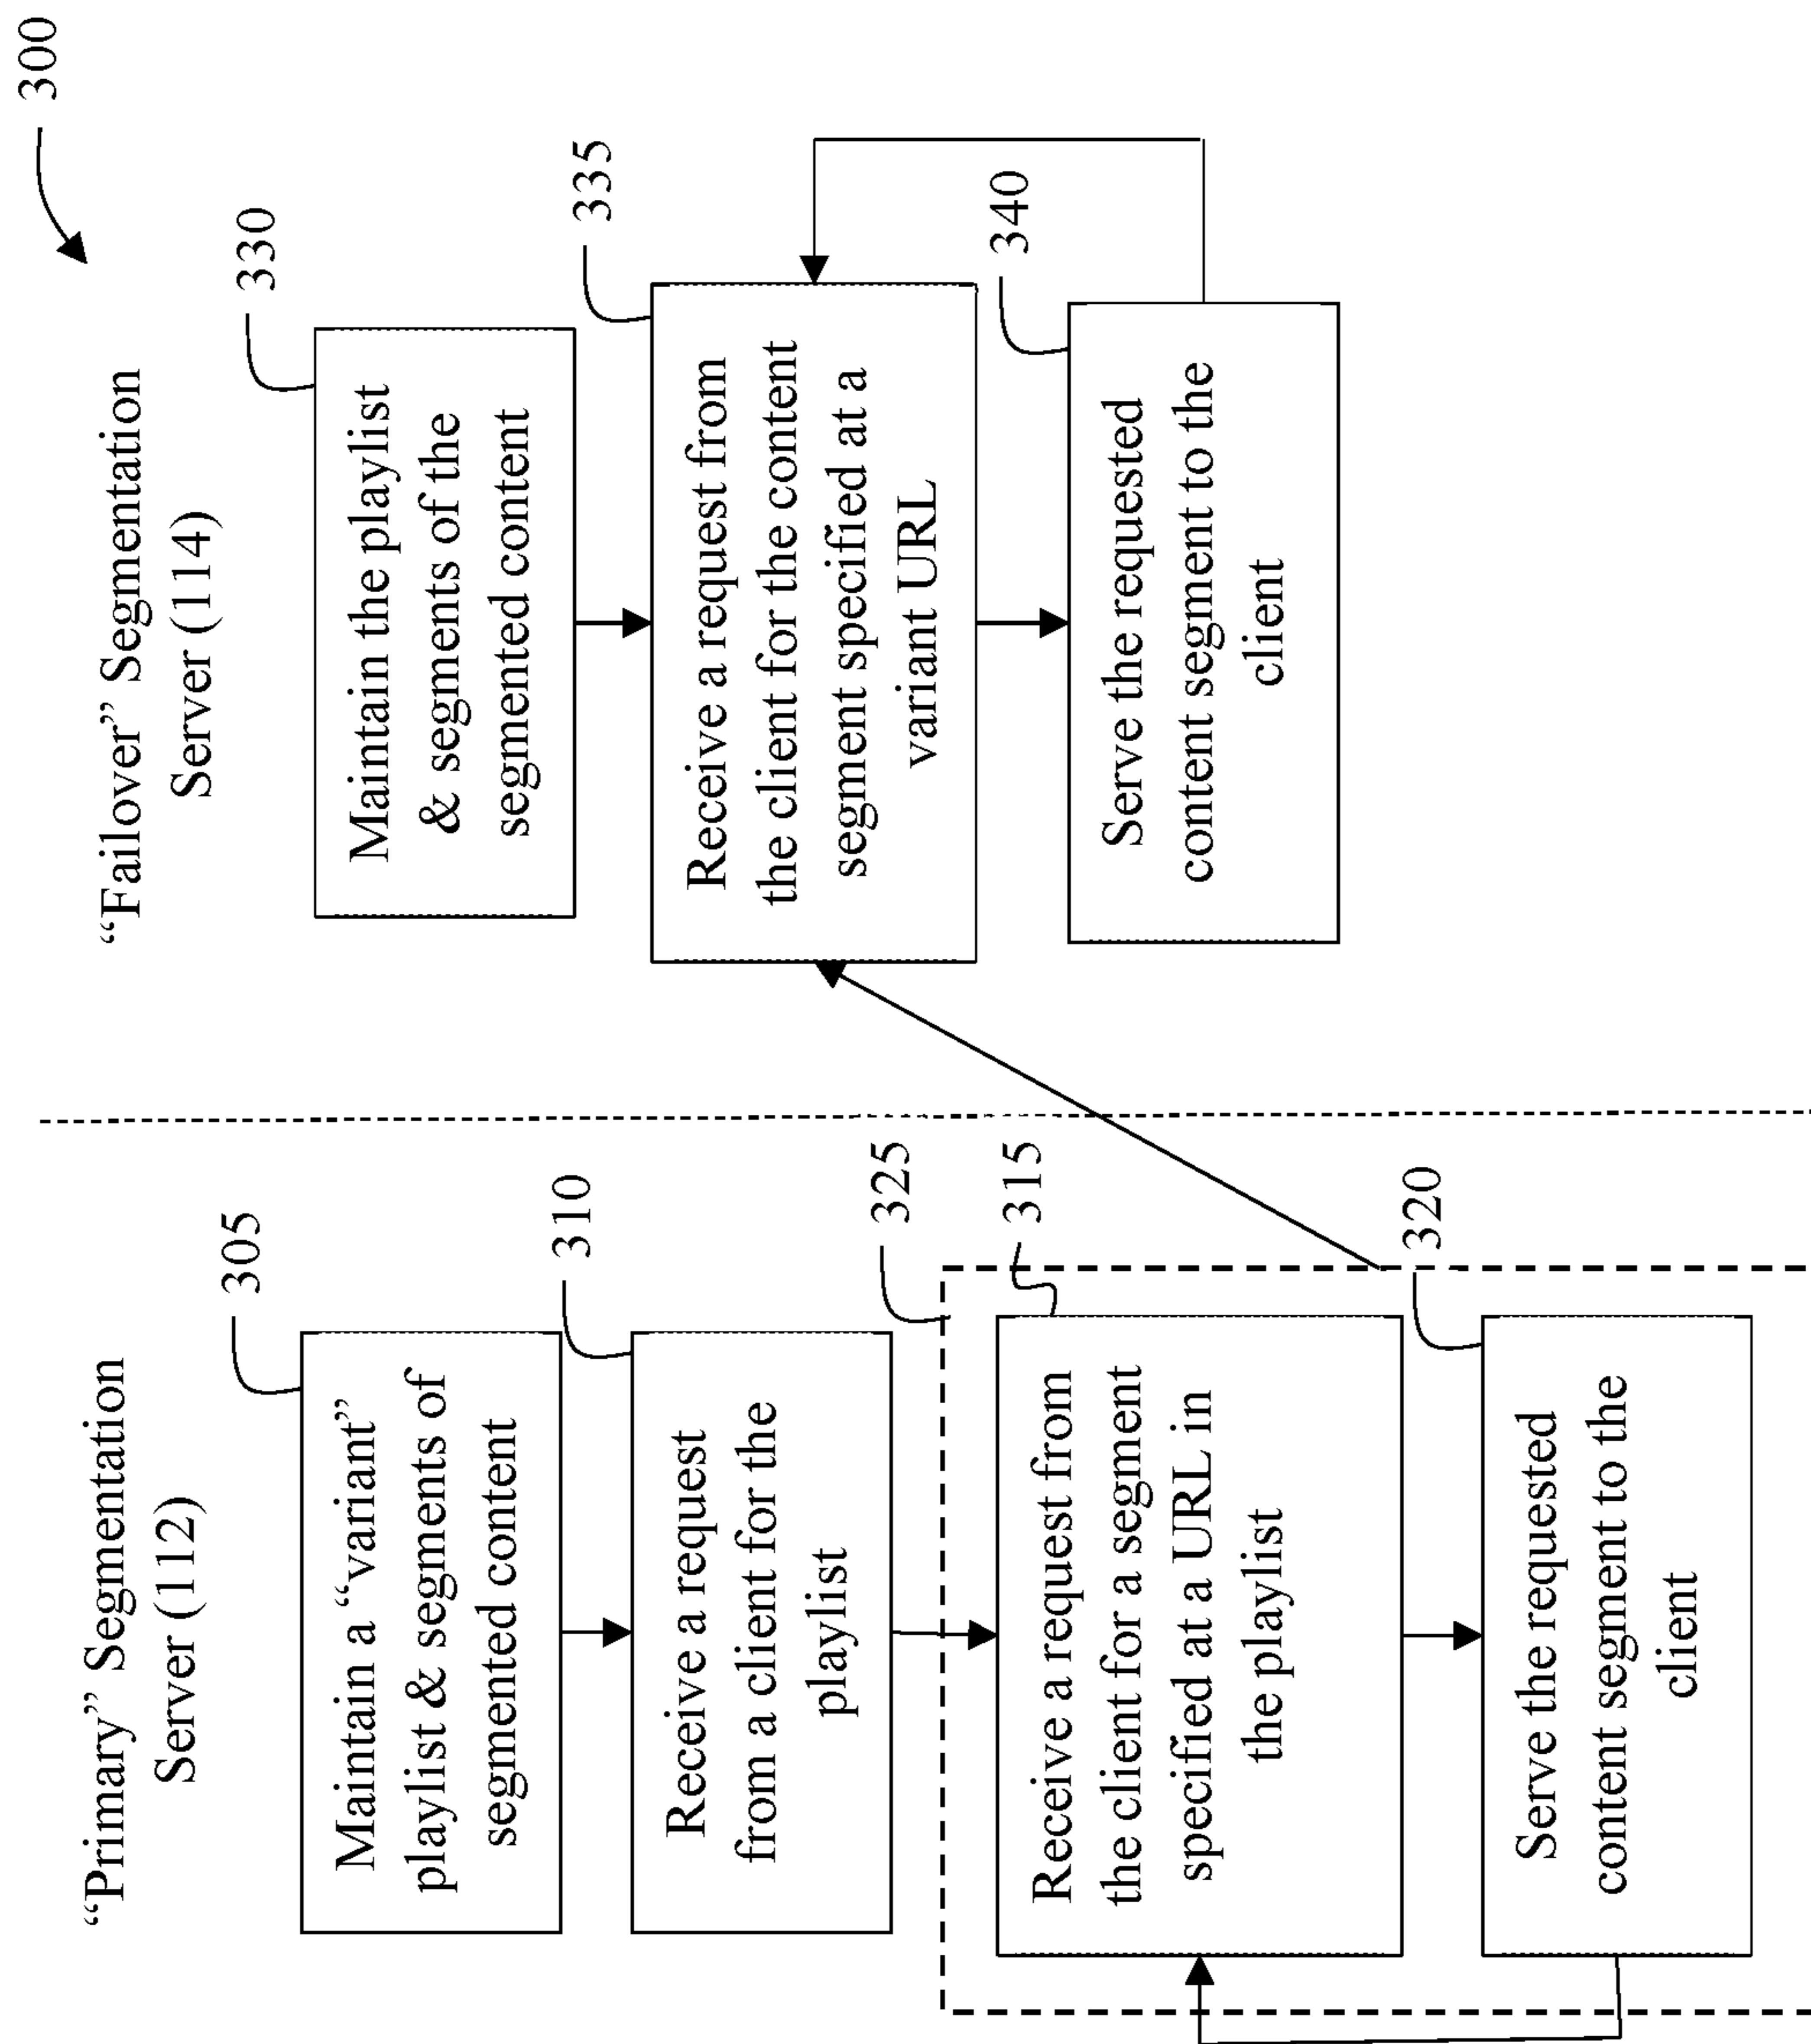 300
“Primary” Segmentation
Server (112)
305
Maintain a “variant”
playlist & segments of
segmented content
310
Receive a request
from a client for the
playlist
325
315
Receive a request from
the client for a segment
specified at a URL in
the playlist
320
Serve the requested
content segment to the
client
“Failover” Segmentation
Server (114)
330
Maintain the playlist
& segments of the
segmented content
335
Receive a request from
the client for the content
segment specified at a
variant URL
340
Serve the requested
content segment to the
client